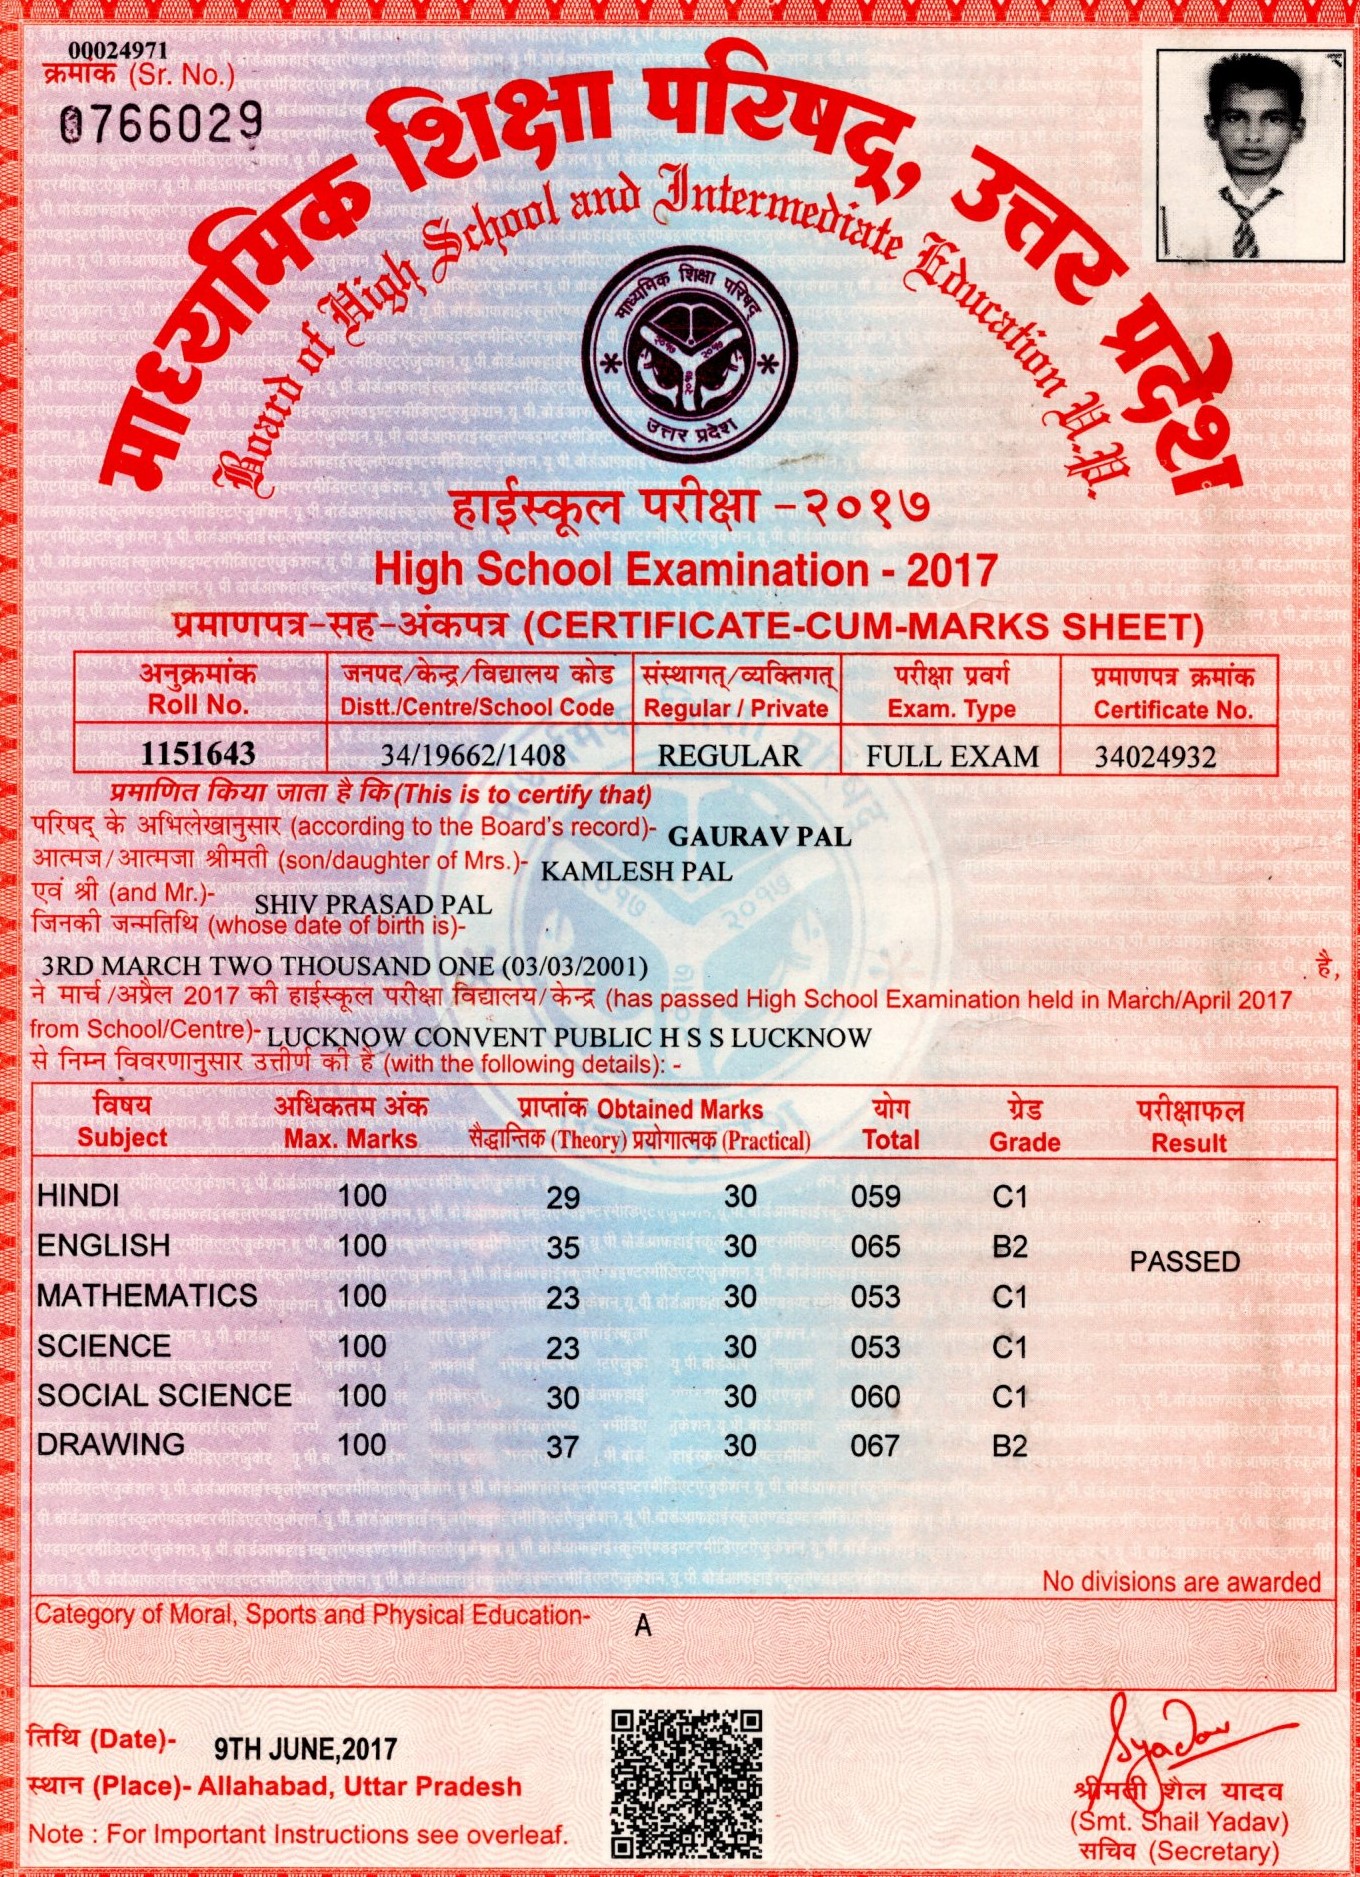 00024971
क्रमांक (Sr. No.)
0766029
माध्यमिक शिक्षा परिषद्, उत्तर प्रदेश
Board of High School and Intermediate Education U.P.
माध्यमिक शिक्षा परिषद्
२०१७ २०१७
२०१७
उत्तर प्रदेश
हाईस्कूल परीक्षा -२०१७
High School Examination - 2017
प्रमाणपत्र-सह-अंकपत्र (CERTIFICATE-CUM-MARKS SHEET)
अनुक्रमांक जनपद/केन्द्र/विद्यालय कोड संस्थागत्/व्यक्तिगत् परीक्षा प्रवर्ग प्रमाणपत्र क्रमांक
Roll No. Distt./Centre/School Code Regular / Private Exam. Type Certificate No.
1151643 34/19662/1408 REGULAR FULL EXAM 34024932
प्रमाणित किया जाता है कि (This is to certify that)
परिषद् के अभिलेखानुसार (according to the Board's record)- GAURAV PAL
आत्मज/आत्मजा श्रीमती (son/daughter of Mrs.)- KAMLESH PAL
एवं श्री (and Mr.)- SHIV PRASAD PAL
जिनकी जन्मतिथि (whose date of birth is)-
3RD MARCH TWO THOUSAND ONE (03/03/2001) है,
ने मार्च/अप्रैल 2017 की हाईस्कूल परीक्षा विद्यालय/केन्द्र (has passed High School Examination held in March/April 2017
from School/Centre)- LUCKNOW CONVENT PUBLIC H S S LUCKNOW
से निम्न विवरणानुसार उत्तीर्ण की है (with the following details): -
विषय अधिकतम अंक प्राप्तांक Obtained Marks योग ग्रेड परीक्षाफल
Subject Max. Marks सैद्धान्तिक (Theory) प्रयोगात्मक (Practical) Total Grade Result
HINDI 100 29 30 059 C1
ENGLISH 100 35 30 065 B2 PASSED
MATHEMATICS 100 23 30 053 C1
SCIENCE 100 23 30 053 C1
SOCIAL SCIENCE 100 30 30 060 C1
DRAWING 100 37 30 067 B2
No divisions are awarded
Category of Moral, Sports and Physical Education- A
तिथि (Date)- 9TH JUNE,2017
स्थान (Place)- Allahabad, Uttar Pradesh
Note : For Important Instructions see overleaf.
श्रीमती शैल यादव
(Smt. Shail Yadav)
सचिव (Secretary)